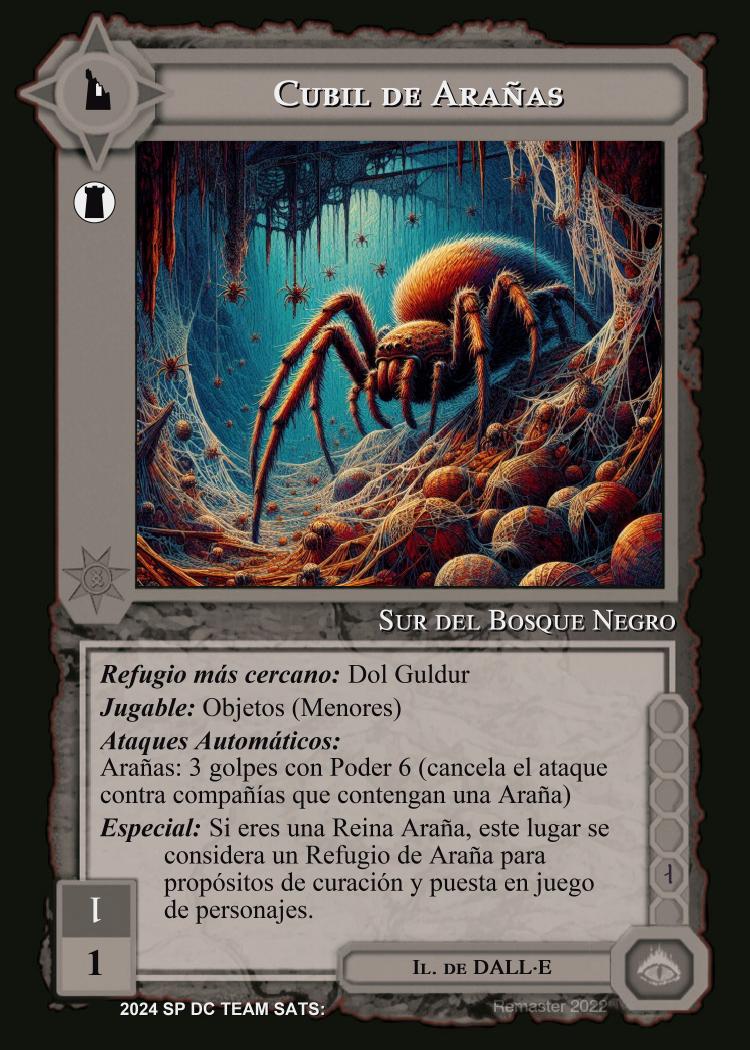 Cubil de Arañas
Sur del Bosque Negro
Refugio más cercano: Dol Guldur
Jugable: Objetos (Menores)
Ataques Automáticos:
Arañas: 3 golpes con Poder 6 (cancela el ataque
contra compañías que contengan una Araña)
Especial: Si eres una Reina Araña, este lugar se
considera un Refugio de Araña para
propósitos de curación y puesta en juego
de personajes.
1
Il. de DALL·E
2024 SP DC TEAM SATS:
Remaster 2022